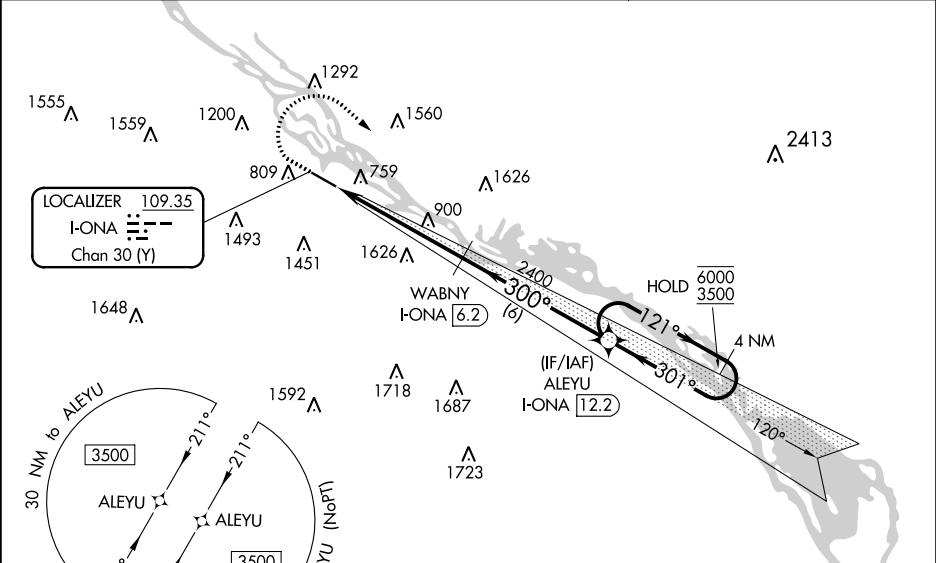 1292
1555
1559
1200
1560
2413
809
759
1626
LOCALIZER 109.35
I-ONA
Chan 30 (Y)
900
1493
1451
1626
2400
HOLD 6000
3500
WABNY
I-ONA 6.2
300°
(6)
121°
4 NM
1648
(IF/IAF)
ALEYU
I-ONA 12.2
301°
1592
1718
1687
120°
1723
30 NM to ALEYU
3500
211°
211°
ALEYU
ALEYU
3500
YU (NoPT)